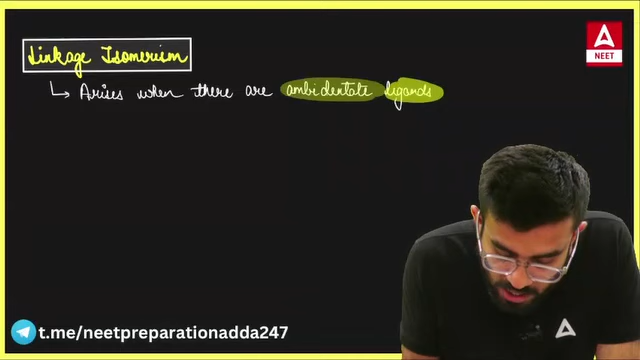 Linkage Isomerism
↳ Arises when there are ambidentate ligands
A
NEET
t.me/neetpreparationadda247